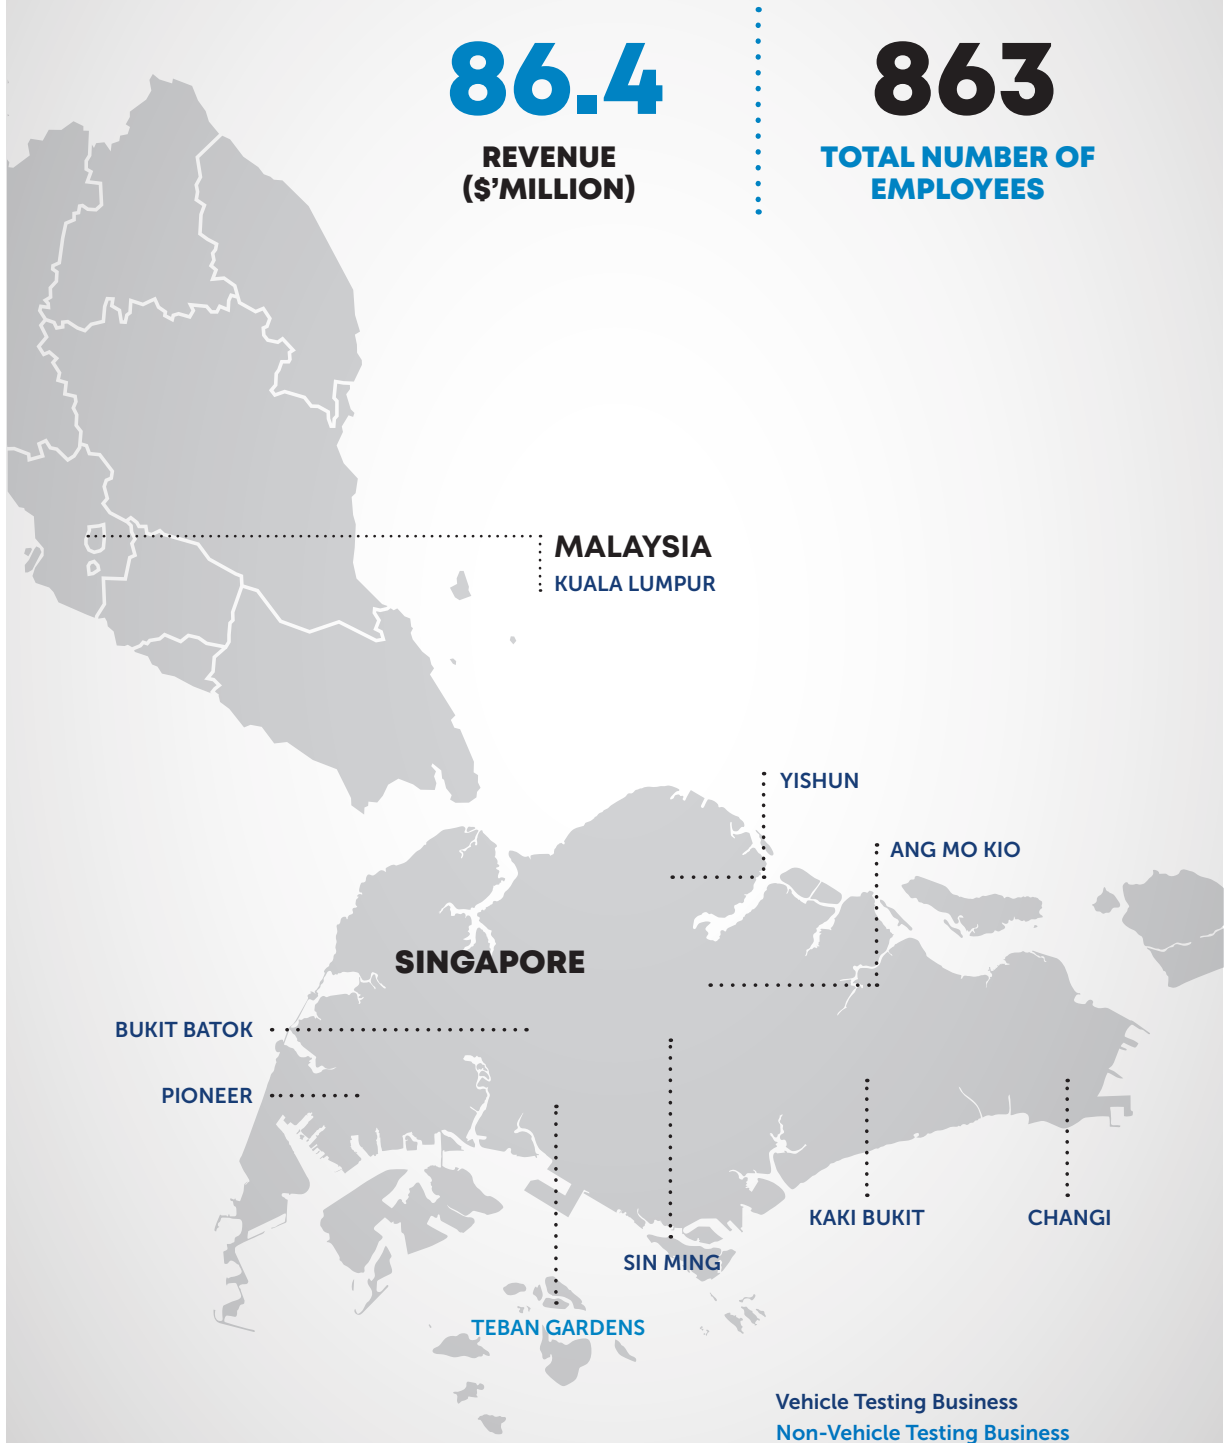 86.4
REVENUE
($’MILLION)
863
TOTAL NUMBER OF
EMPLOYEES
MALAYSIA
KUALA LUMPUR
YISHUN
ANG MO KIO
SINGAPORE
BUKIT BATOK
PIONEER
KAKI BUKIT
CHANGI
SIN MING
TEBAN GARDENS
Vehicle Testing Business
Non-Vehicle Testing Business